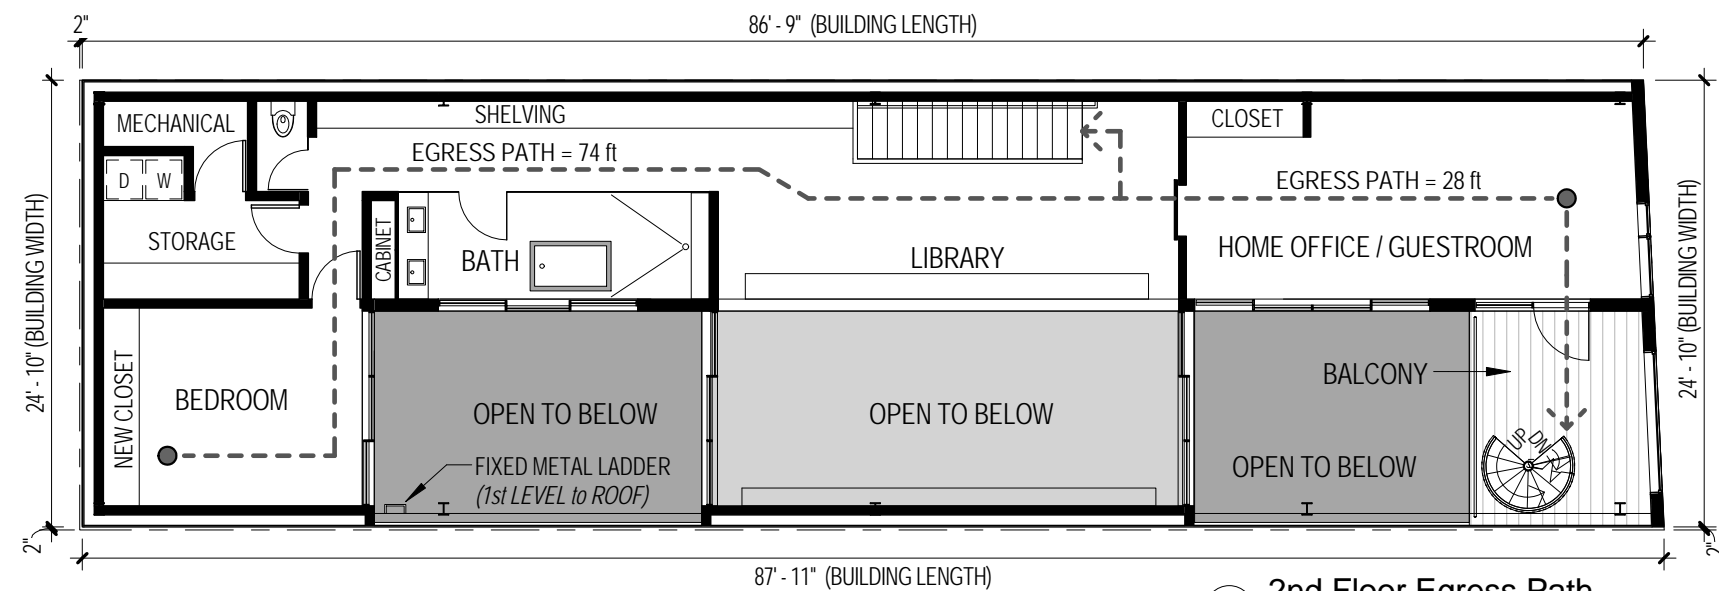 2"
86' - 9" (BUILDING LENGTH)
MECHANICAL
SHELVING
CLOSET
EGRESS PATH = 74 ft
D W
EGRESS PATH = 28 ft
24' - 10" (BUILDING WIDTH)
STORAGE
CABINET
BATH
LIBRARY
HOME OFFICE / GUESTROOM
24' - 10" (BUILDING WIDTH)
NEW CLOSET
BEDROOM
BALCONY
OPEN TO BELOW
OPEN TO BELOW
UP DN
OPEN TO BELOW
FIXED METAL LADDER
(1st LEVEL to ROOF)
2"
2"
87' - 11" (BUILDING LENGTH)
2nd Floor Egress Path